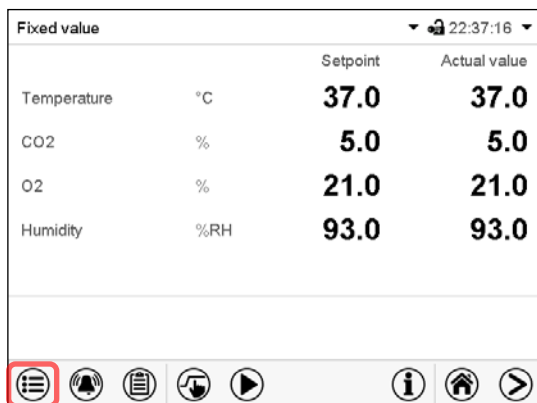 Fixed value 22:37:16
Setpoint Actual value
Temperature °C 37.0 37.0
CO2 % 5.0 5.0
O2 % 21.0 21.0
Humidity %RH 93.0 93.0